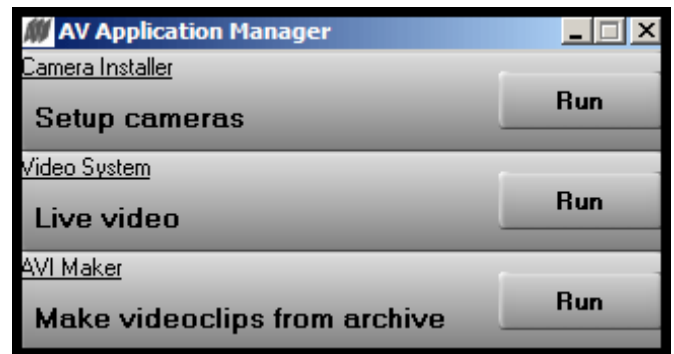 AV Application Manager
Camera Installer
Setup cameras
Run
Video System
Live video
Run
AVI Maker
Make videoclips from archive
Run